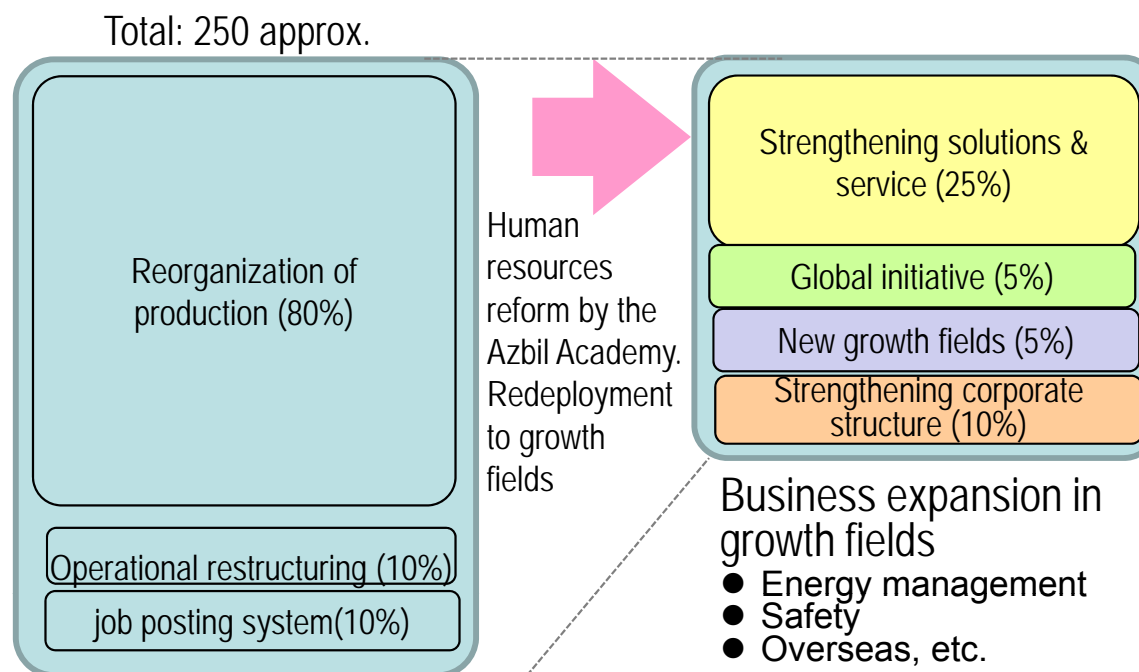 Total: 250 approx.
Reorganization of
production (80%)
Operational restructuring (10%)
job posting system(10%)
Human
resources
reform by the
Azbil Academy.
Redeployment
to growth
fields
Strengthening solutions &
service (25%)
Global initiative (5%)
New growth fields (5%)
Strengthening corporate
structure (10%)
Business expansion in
growth fields
● Energy management
● Safety
● Overseas, etc.